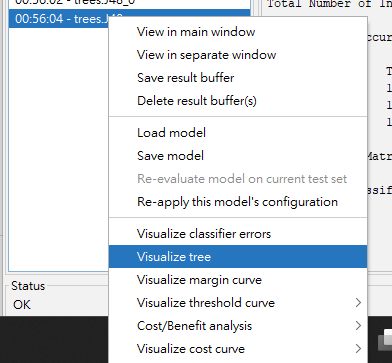 00:56:02 - trees.J48_0
Total Number of In
00:56:04 - trees.J48
View in main window
View in separate window
Save result buffer
Delete result buffer(s)
Load model
Save model
Re-evaluate model on current test set
Re-apply this model's configuration
Visualize classifier errors
Visualize tree
Visualize margin curve
Visualize threshold curve
Cost/Benefit analysis
Visualize cost curve
ccur
T
Matr
ssif
Status
OK